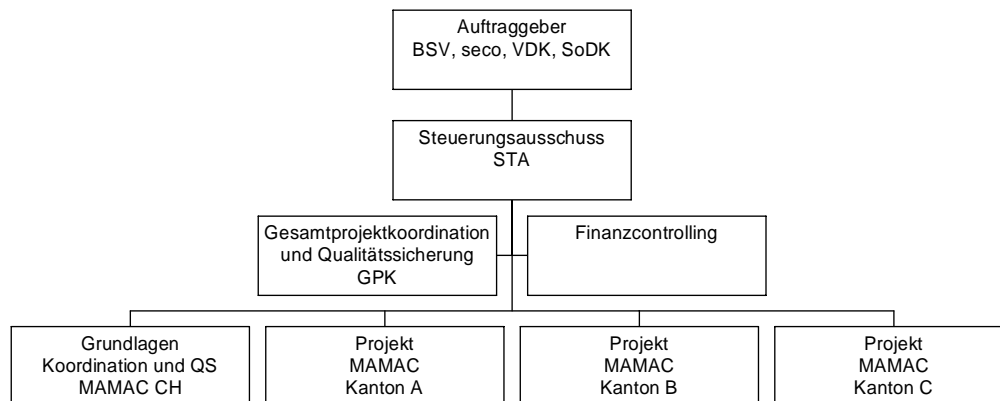 Auftraggeber
BSV, seco, VDK, SoDK
Steuerungsausschuss
STA
Gesamtprojektkoordination
und Qualitätssicherung
GPK
Finanzcontrolling
Grundlagen
Koordination und QS
MAMAC CH
Projekt
MAMAC
Kanton A
Projekt
MAMAC
Kanton B
Projekt
MAMAC
Kanton C